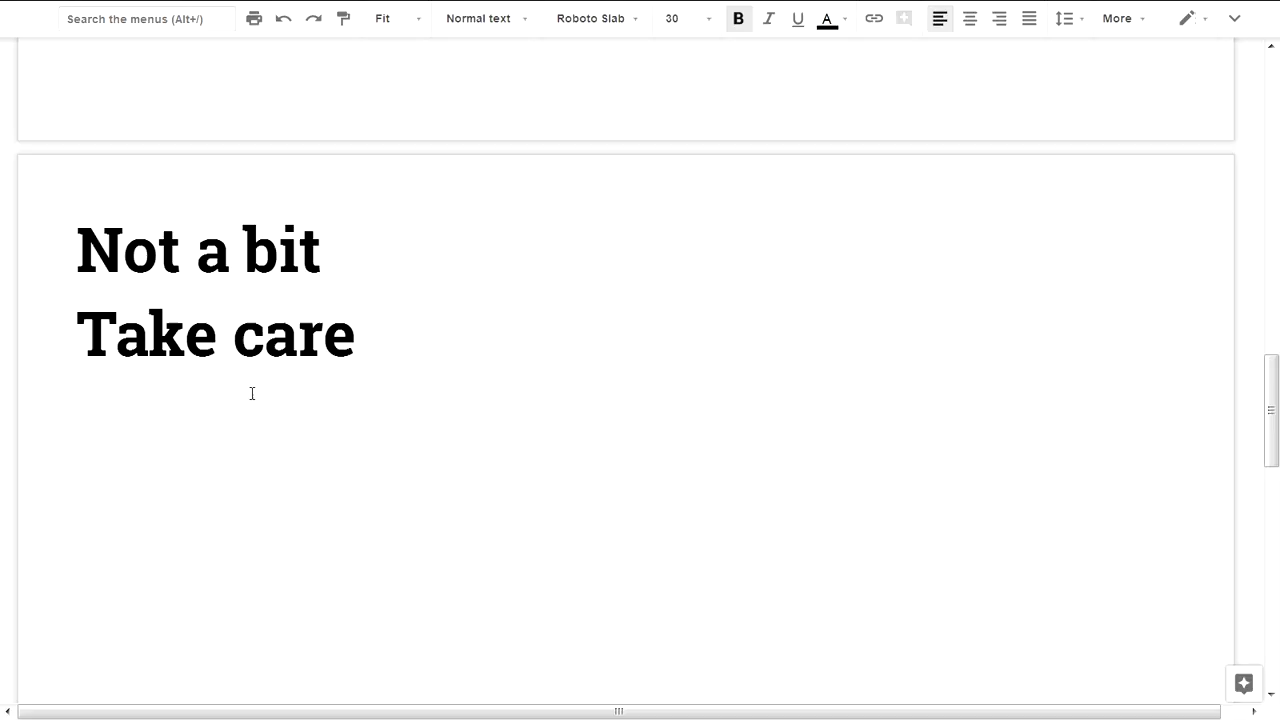 Search the menus (Alt+/) Fit Normal text Roboto Slab 30 B I U A More
Not a bit
Take care